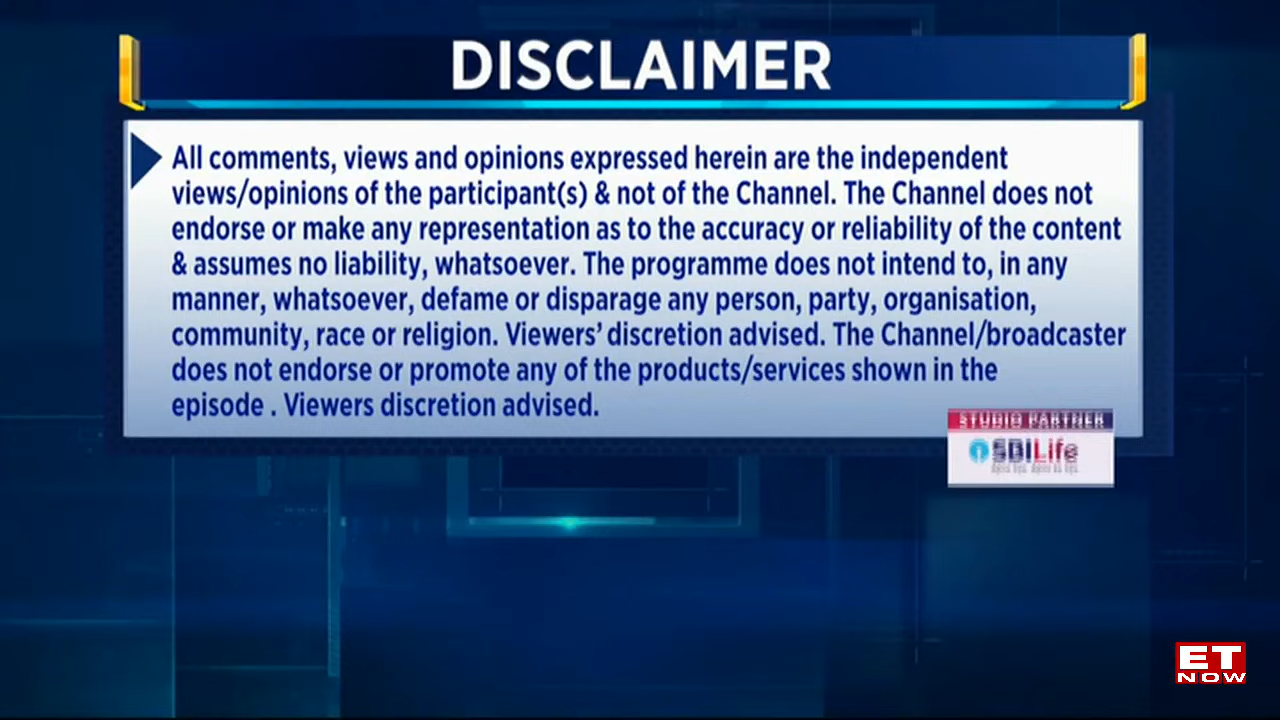 DISCLAIMER
All comments, views and opinions expressed herein are the independent
views/opinions of the participant(s) & not of the Channel. The Channel does not
endorse or make any representation as to the accuracy or reliability of the content
& assumes no liability, whatsoever. The programme does not intend to, in any
manner, whatsoever, defame or disparage any person, party, organisation,
community, race or religion. Viewers’ discretion advised. The Channel/broadcaster
does not endorse or promote any of the products/services shown in the
episode . Viewers discretion advised.
STUDIO PARTNER
SBI Life
ET
NOW